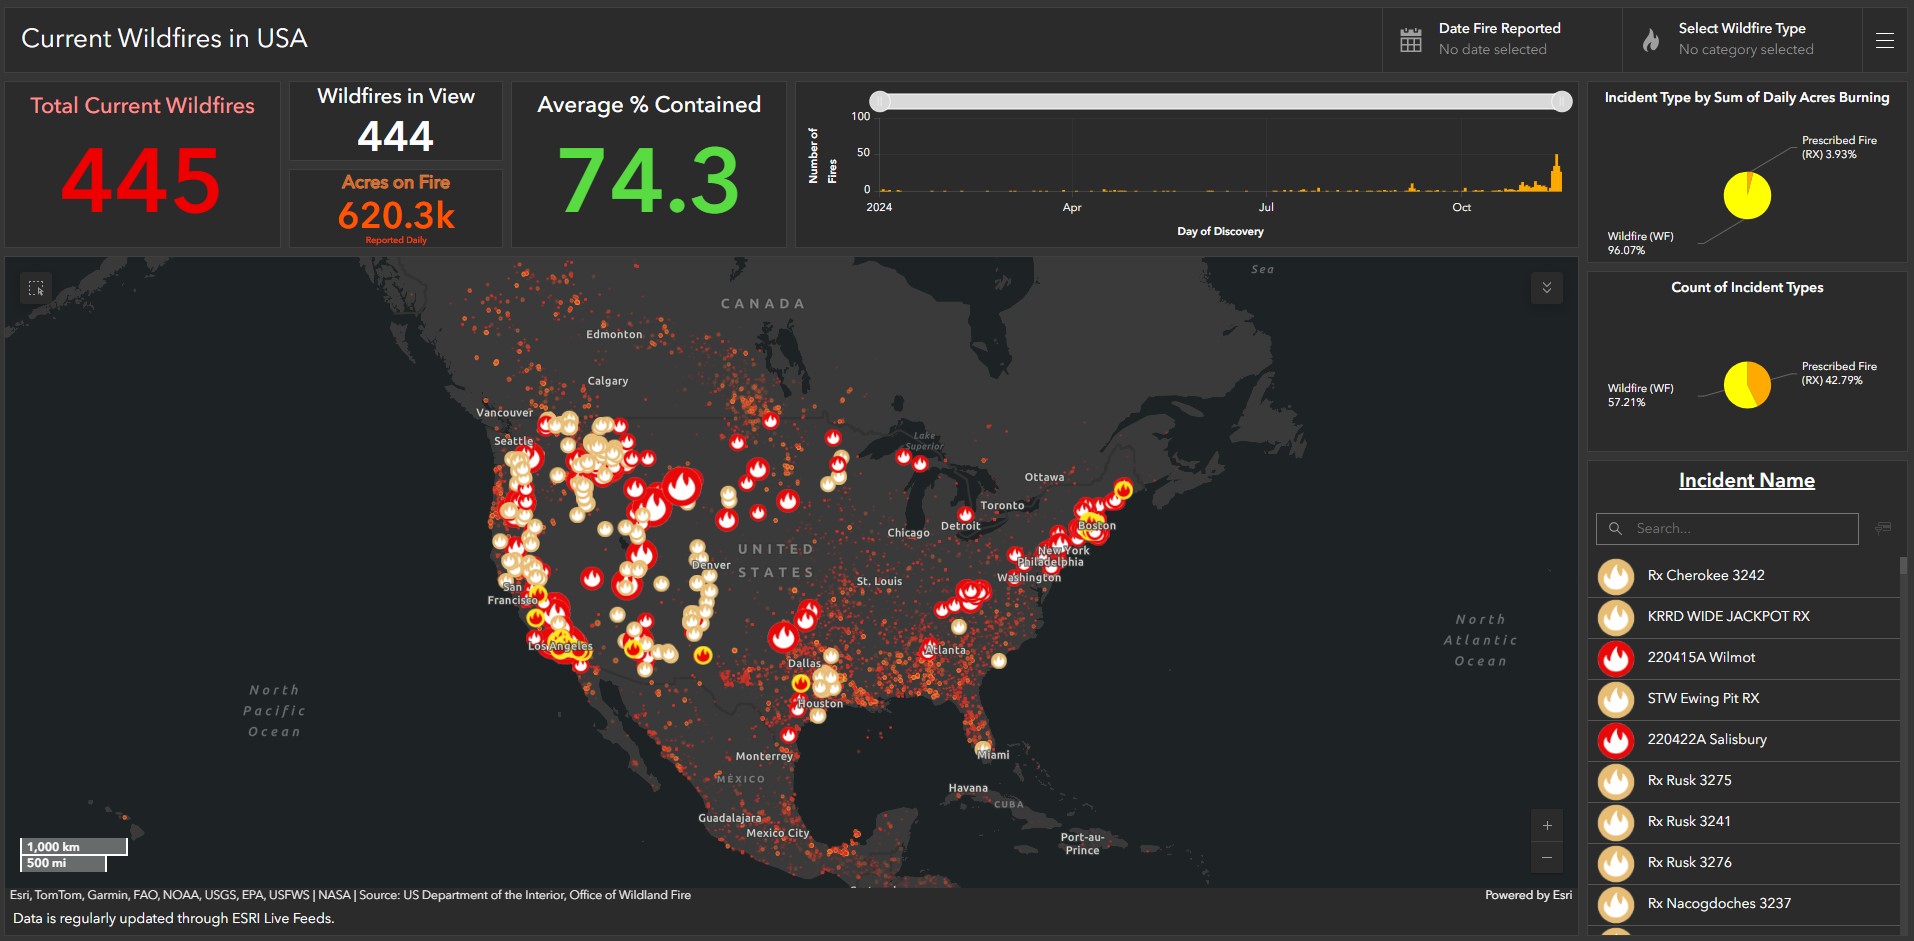 Current Wildfires in USA
Date Fire Reported
No date selected
Select Wildfire Type
No category selected
Total Current Wildfires
445
Wildfires in View
444
Acres on Fire
620.3k
Reported Daily
Average % Contained
74.3
Number of
Fires
100
50
0
2024
Apr
Jul
Oct
Day of Discovery
Incident Type by Sum of Daily Acres Burning
Prescribed Fire
(RX) 3.93%
Wildfire (WF)
96.07%
Count of Incident Types
Prescribed Fire
(RX) 42.79%
Wildfire (WF)
57.21%
Incident Name
Search...
Rx Cherokee 3242
KRRD WIDE JACKPOT RX
220415A Wilmot
STW Ewing Pit RX
220422A Salisbury
Rx Rusk 3275
Rx Rusk 3241
Rx Rusk 3276
Rx Nacogdoches 3237
Sea
CANADA
Edmonton
Calgary
Vancouver
Seattle
Lake
Superior
Ottawa
Toronto
Detroit
Chicago
Boston
New York
Philadelphia
Washington
UNITED
STATES
Denver
St. Louis
San
Francisco
Los Angeles
Atlanta
Dallas
Houston
North
Pacific
Ocean
North
Atlantic
Ocean
Monterrey
Miami
MÉXICO
Havana
CUBA
Guadalajara
Mexico City
Port-au-
Prince
+
−
1,000 km
500 mi
Esri, TomTom, Garmin, FAO, NOAA, USGS, EPA, USFWS | NASA | Source: US Department of the Interior, Office of Wildland Fire
Powered by Esri
Data is regularly updated through ESRI Live Feeds.